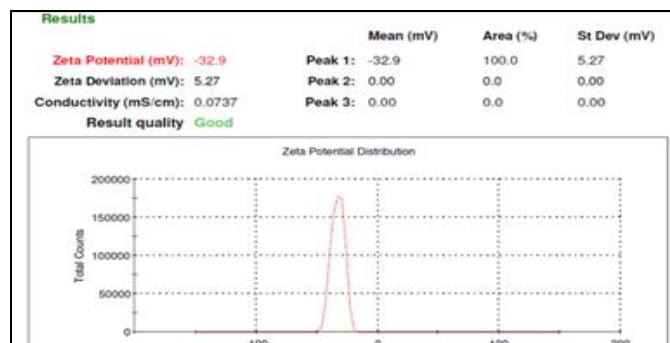 Results
Mean (mV) Area (%) St Dev (mV)
Zeta Potential (mV): -32.9 Peak 1: -32.9 100.0 5.27
Zeta Deviation (mV): 5.27 Peak 2: 0.00 0.0 0.00
Conductivity (mS/cm): 0.0737 Peak 3: 0.00 0.0 0.00
Result quality Good
Zeta Potential Distribution
200000
150000
100000
50000
0
Total Counts
-100 0 100 200